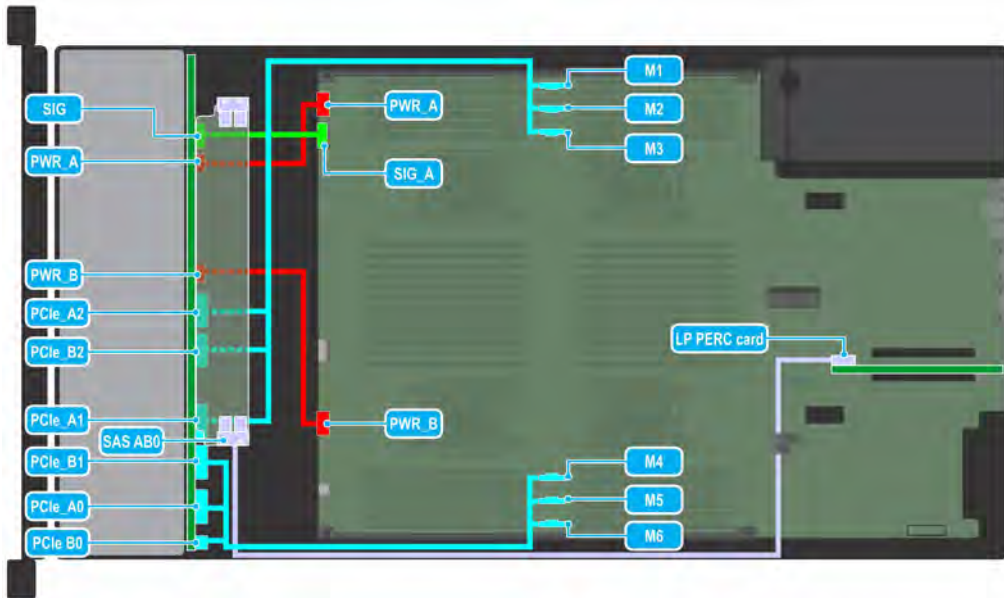 SIG
PWR_A
PWR_B
PCIe_A2
PCIe_B2
PCIe_A1
SAS AB0
PCIe_B1
PCIe_A0
PCIe B0
PWR_A
SIG_A
PWR_B
M1
M2
M3
LP PERC card
M4
M5
M6